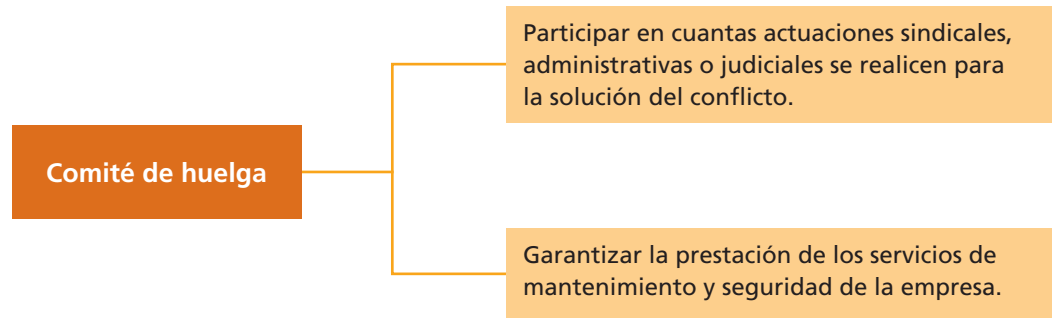 Participar en cuantas actuaciones sindicales,
administrativas o judiciales se realicen para
la solución del conflicto.
Comité de huelga
Garantizar la prestación de los servicios de
mantenimiento y seguridad de la empresa.